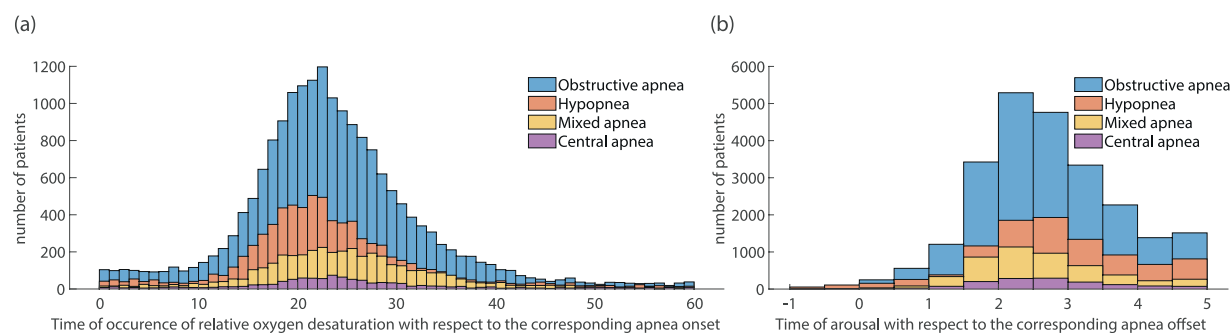 (a)
number of patients
1200
1000
800
600
400
200
0
0 10 20 30 40 50 60
Time of occurence of relative oxygen desaturation with respect to the corresponding apnea onset
Obstructive apnea
Hypopnea
Mixed apnea
Central apnea
(b)
number of patients
6000
5000
4000
3000
2000
1000
0
-1 0 1 2 3 4 5
Time of arousal with respect to the corresponding apnea offset
Obstructive apnea
Hypopnea
Mixed apnea
Central apnea